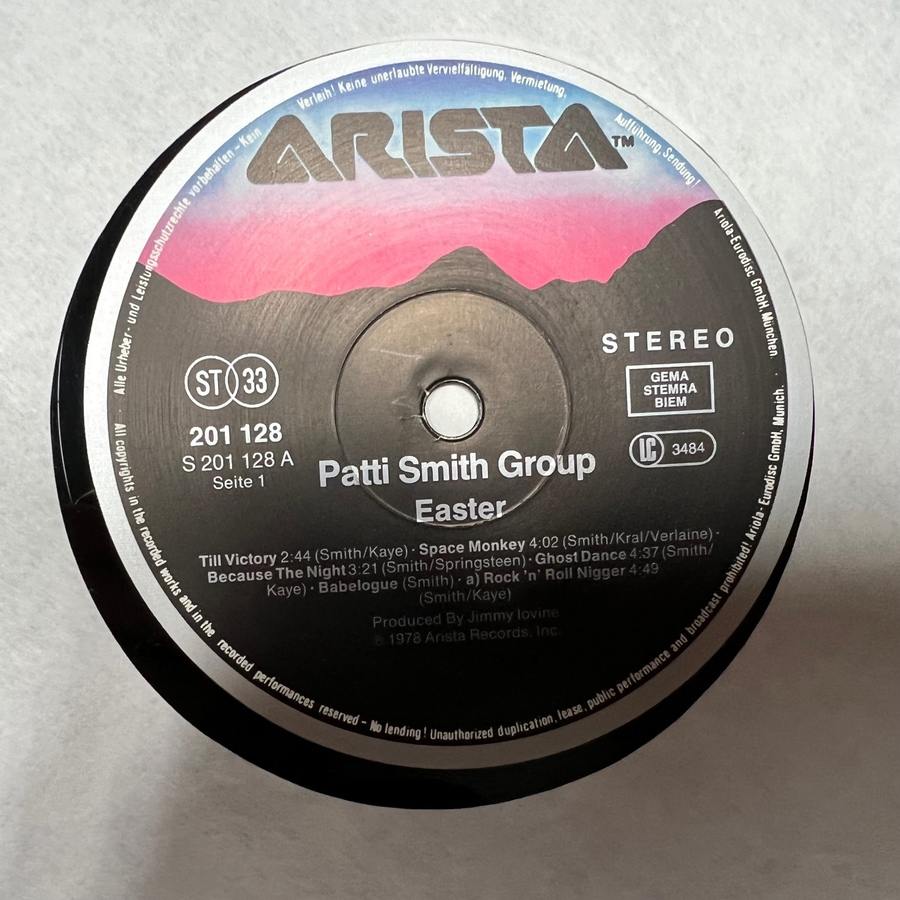 Alle Urheber- und Leistungsschutzrechte vorbehalten – Kein Verleih! Keine unerlaubte Vervielfältigung, Vermietung, Aufführung, Sendung!
ARISTA™
Ariola-Eurodisc GmbH, München.
STEREO
ST 33
GEMA
STEMRA
BIEM
201 128
S 201 128 A
Seite 1
LC 3484
Patti Smith Group
Easter
Till Victory 2:44 (Smith/Kaye) · Space Monkey 4:02 (Smith/Kral/Verlaine) ·
Because The Night 3:21 (Smith/Springsteen) · Ghost Dance 4:37 (Smith/
Kaye) · Babelogue (Smith) · a) Rock 'n' Roll Nigger 4:49
(Smith/Kaye)
Produced By Jimmy Iovine
℗ 1978 Arista Records, Inc.
· All copyrights in the recorded works and in the recorded performances reserved – No lending! Unauthorized duplication, lease, public performance and broadcast prohibited! Ariola-Eurodisc GmbH, Munich. ·